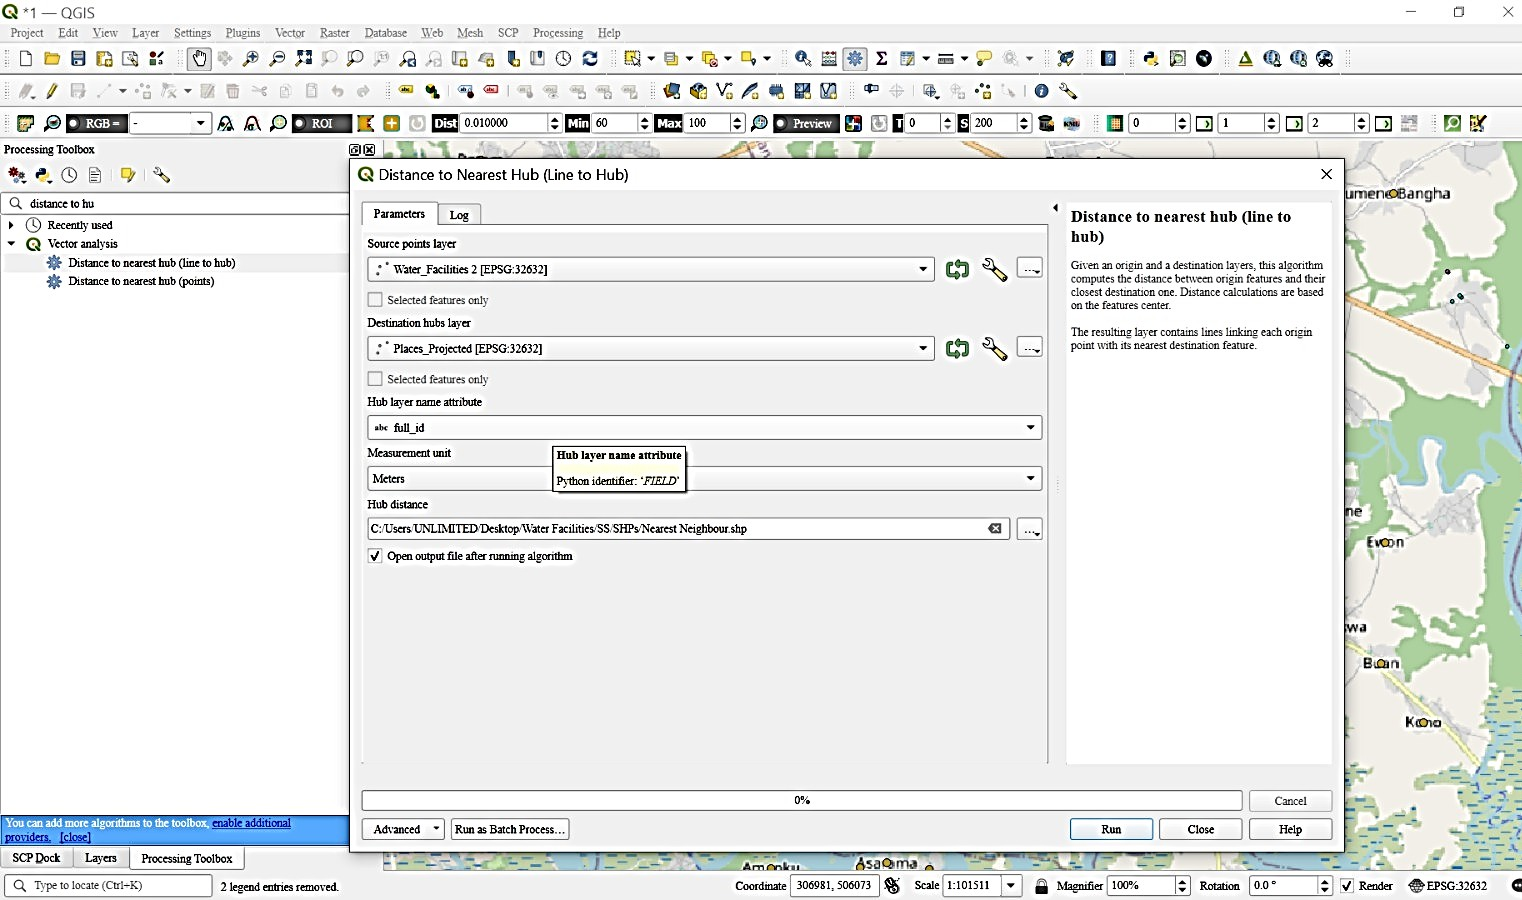 *1 — QGIS
Project Edit View Layer Settings Plugins Vector Raster Database Web Mesh SCP Processing Help
RGB = - ROI Dist 0.010000 Min 60 Max 100 Preview T 0 S 200 0 1 2
Processing Toolbox
distance to hu
Recently used
Vector analysis
Distance to nearest hub (line to hub)
Distance to nearest hub (points)
You can add more algorithms to the toolbox, enable additional
providers. [close]
SCP Dock Layers Processing Toolbox
Distance to Nearest Hub (Line to Hub)
Parameters Log
Source points layer
Water_Facilities 2 [EPSG:32632]
Selected features only
Destination hubs layer
Places_Projected [EPSG:32632]
Selected features only
Hub layer name attribute
abc full_id
Measurement unit
Meters
Hub layer name attribute
Python identifier: ‘FIELD’
Hub distance
C:/Users/UNLIMITED/Desktop/Water Facilities/SS/SHPs/Nearest Neighbour.shp
Open output file after running algorithm
Distance to nearest hub (line to
hub)
Given an origin and a destination layers, this algorithm
computes the distance between origin features and their
closest destination one. Distance calculations are based
on the features center.
The resulting layer contains lines linking each origin
point with its nearest destination feature.
0%
Cancel
Advanced Run as Batch Process... Run Close Help
umene Bangha
ne
Ewon
wa
Buan
Kono
Type to locate (Ctrl+K) 2 legend entries removed. Coordinate 306981, 506073 Scale 1:101511 Magnifier 100% Rotation 0.0 ° Render EPSG:32632